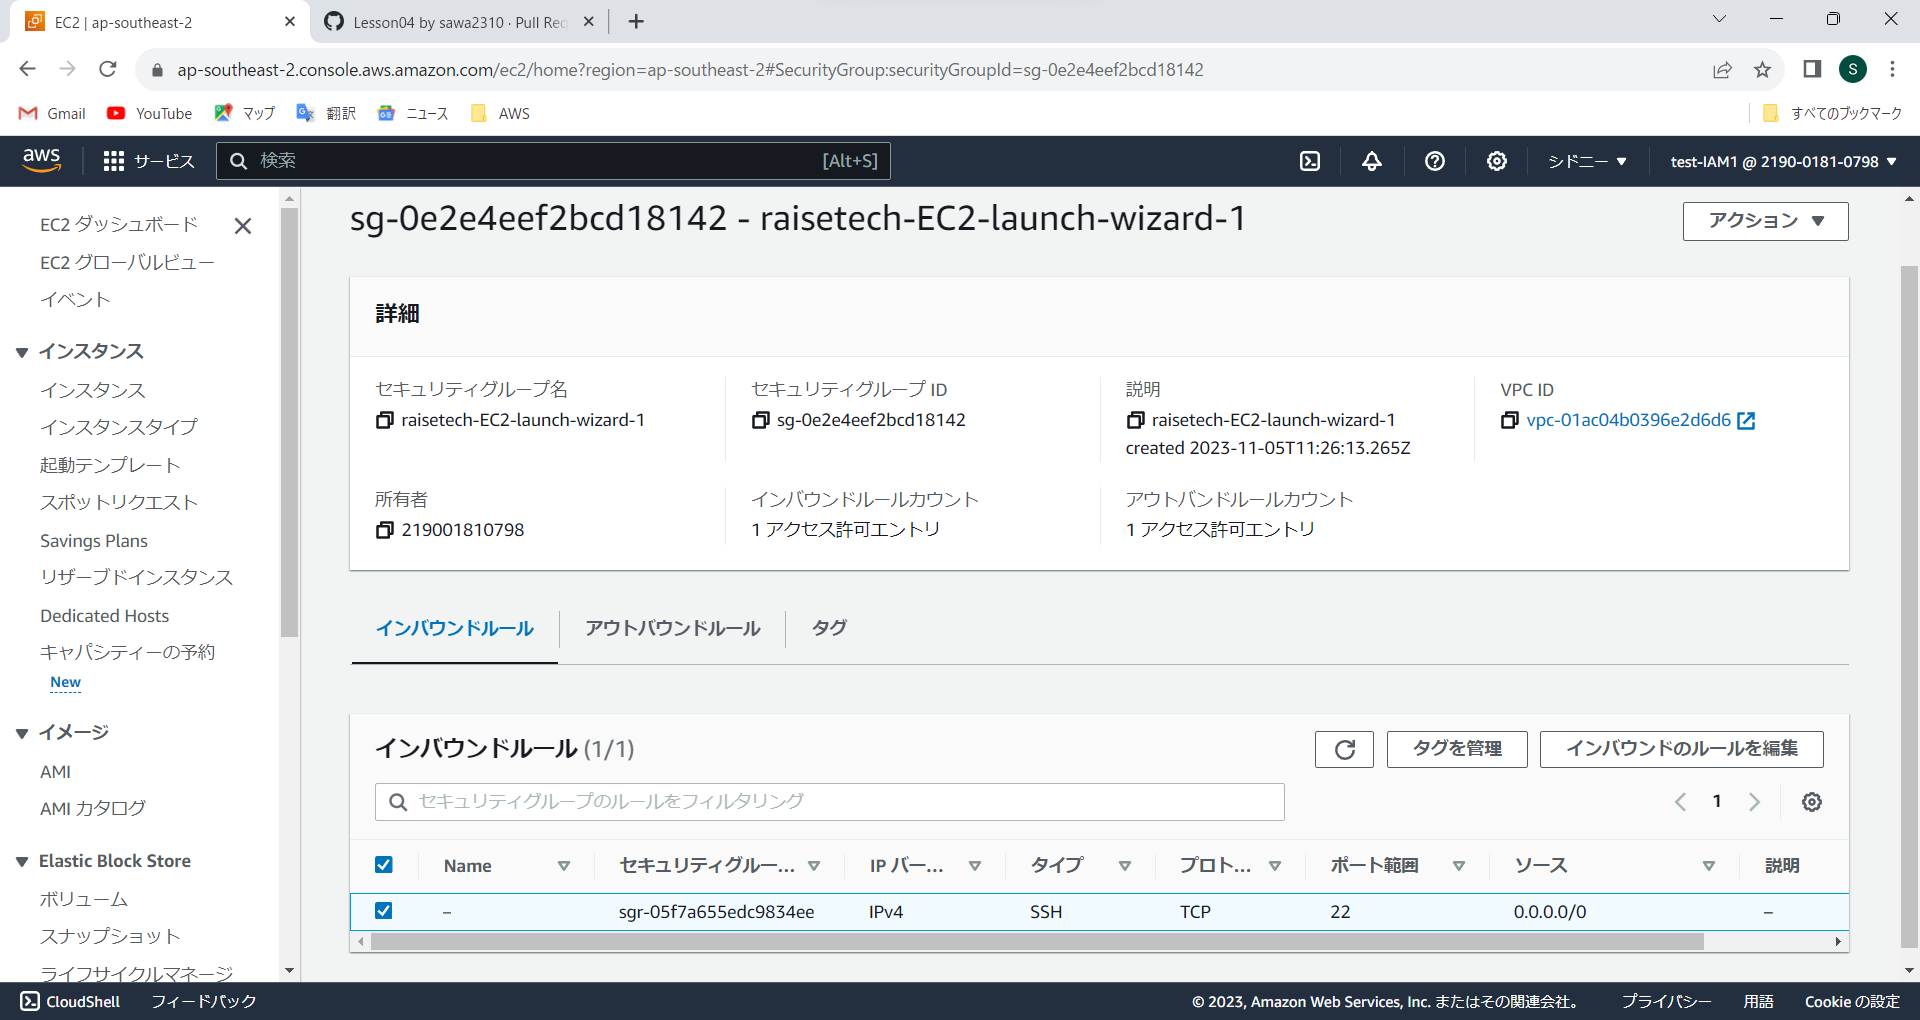 EC2 | ap-southeast-2
Lesson04 by sawa2310 · Pull Req
ap-southeast-2.console.aws.amazon.com/ec2/home?region=ap-southeast-2#SecurityGroup:securityGroupId=sg-0e2e4eef2bcd18142
S
Gmail YouTube マップ 翻訳 ニュース AWS すべてのブックマーク
aws サービス 検索 [Alt+S] シドニー ▼ test-IAM1 @ 2190-0181-0798 ▼
EC2 ダッシュボード
EC2 グローバルビュー
イベント
▼ インスタンス
インスタンス
インスタンスタイプ
起動テンプレート
スポットリクエスト
Savings Plans
リザーブドインスタンス
Dedicated Hosts
キャパシティーの予約
New
▼ イメージ
AMI
AMI カタログ
▼ Elastic Block Store
ボリューム
スナップショット
ライフサイクルマネージ
sg-0e2e4eef2bcd18142 - raisetech-EC2-launch-wizard-1
アクション ▼
詳細
セキュリティグループ名
raisetech-EC2-launch-wizard-1
セキュリティグループ ID
sg-0e2e4eef2bcd18142
説明
raisetech-EC2-launch-wizard-1
created 2023-11-05T11:26:13.265Z
VPC ID
vpc-01ac04b0396e2d6d6
所有者
219001810798
インバウンドルールカウント
1 アクセス許可エントリ
アウトバンドルールカウント
1 アクセス許可エントリ
インバウンドルール アウトバウンドルール タグ
インバウンドルール (1/1)
タグを管理 インバウンドのルールを編集
セキュリティグループのルールをフィルタリング
1
Name セキュリティグルー... IP バー... タイプ プロト... ポート範囲 ソース 説明
– sgr-05f7a655edc9834ee IPv4 SSH TCP 22 0.0.0.0/0 –
CloudShell フィードバック © 2023, Amazon Web Services, Inc. またはその関連会社。 プライバシー 用語 Cookie の設定